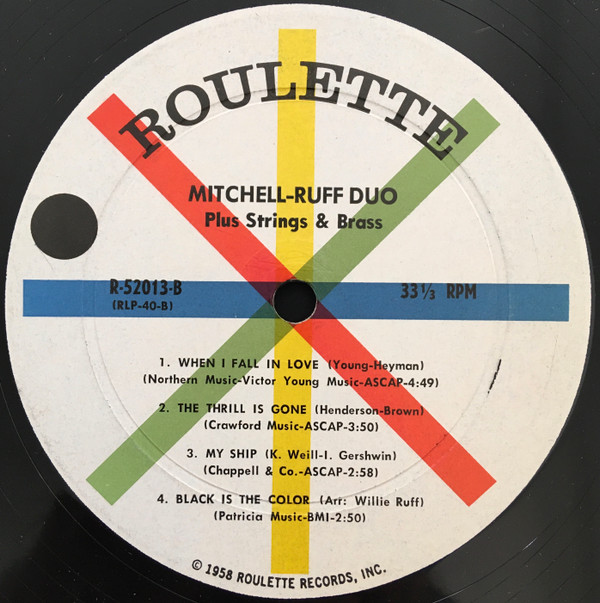 ROULETTE
MITCHELL-RUFF DUO
Plus Strings & Brass
R-52013-B
(RLP-40-B)
33 1/3 RPM
1. WHEN I FALL IN LOVE (Young-Heyman)
(Northern Music-Victor Young Music-ASCAP-4:49)
2. THE THRILL IS GONE (Henderson-Brown)
(Crawford Music-ASCAP-3:50)
3. MY SHIP (K. Weill-I. Gershwin)
(Chappell & Co.-ASCAP-2:58)
4. BLACK IS THE COLOR (Arr: Willie Ruff)
(Patricia Music-BMI-2:50)
© 1958 ROULETTE RECORDS, INC.